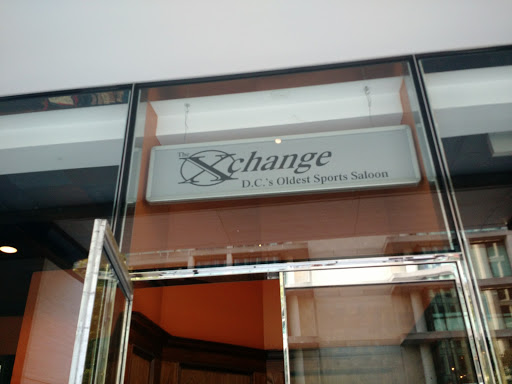 The Xchange
D.C.'s Oldest Sports Saloon